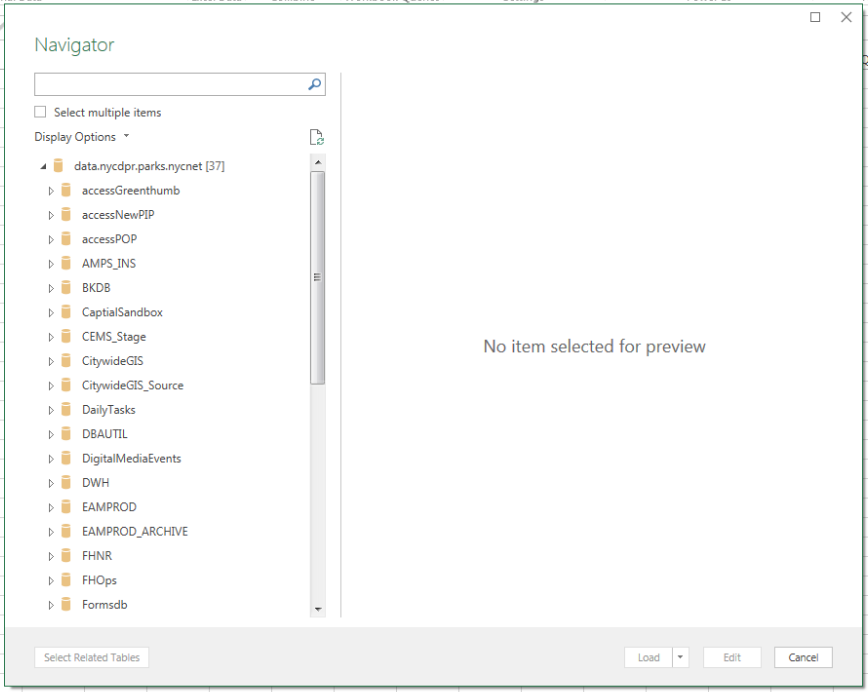 Navigator
Select multiple items
Display Options
data.nycdpr.parks.nycnet [37]
accessGreenthumb
accessNewPIP
accessPOP
AMPS_INS
BKDB
CaptialSandbox
CEMS_Stage
CitywideGIS
CitywideGIS_Source
DailyTasks
DBAUTIL
DigitalMediaEvents
DWH
EAMPROD
EAMPROD_ARCHIVE
FHNR
FHOps
Formsdb
No item selected for preview
Select Related Tables
Load
Edit
Cancel